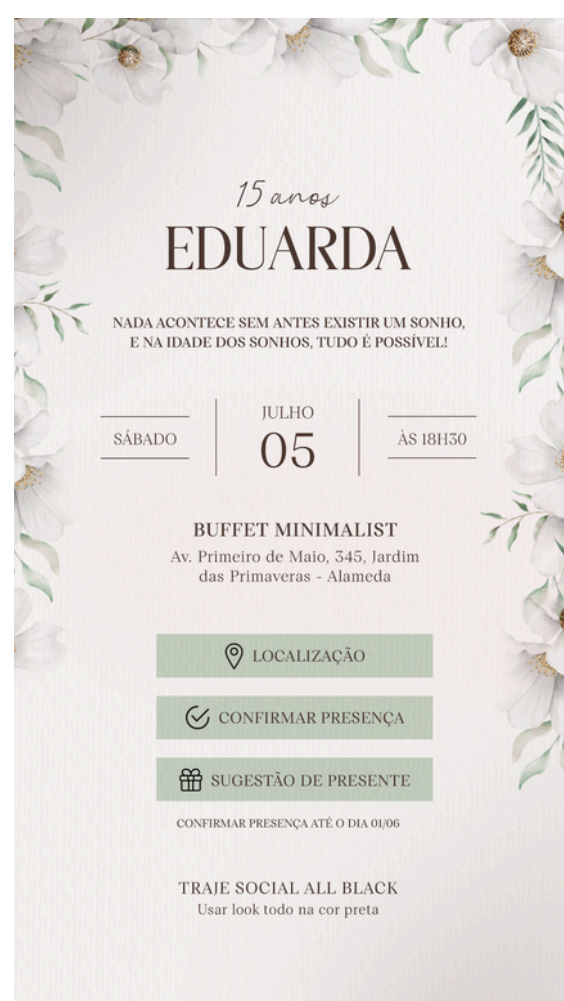 15 anos
EDUARDA
NADA ACONTECE SEM ANTES EXISTIR UM SONHO,
E NA IDADE DOS SONHOS, TUDO É POSSÍVEL!
SÁBADO
JULHO
05
ÀS 18H30
BUFFET MINIMALIST
Av. Primeiro de Maio, 345, Jardim
das Primaveras - Alameda
LOCALIZAÇÃO
CONFIRMAR PRESENÇA
SUGESTÃO DE PRESENTE
CONFIRMAR PRESENÇA ATÉ O DIA 01/06
TRAJE SOCIAL ALL BLACK
Usar look todo na cor preta